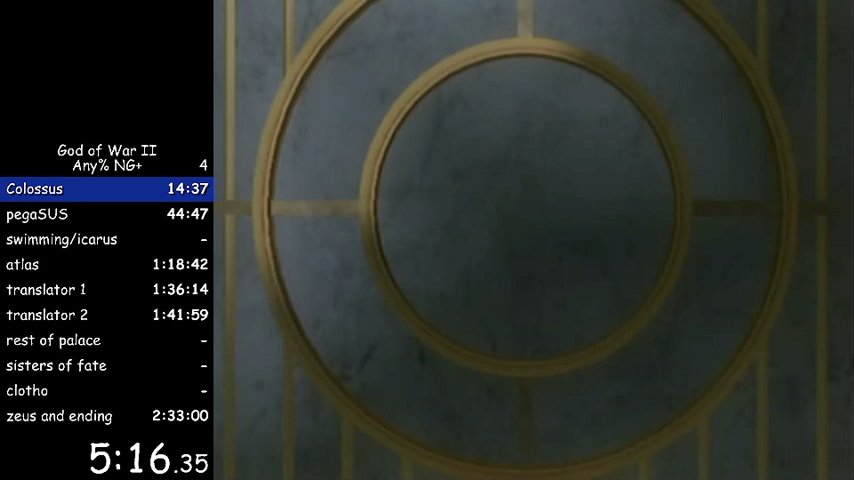 God of War II
Any% NG+ 4
Colossus 14:37
pegaSUS 44:47
swimming/icarus -
atlas 1:18:42
translator 1 1:36:14
translator 2 1:41:59
rest of palace -
sisters of fate -
clotho -
zeus and ending 2:33:00
5:16.35